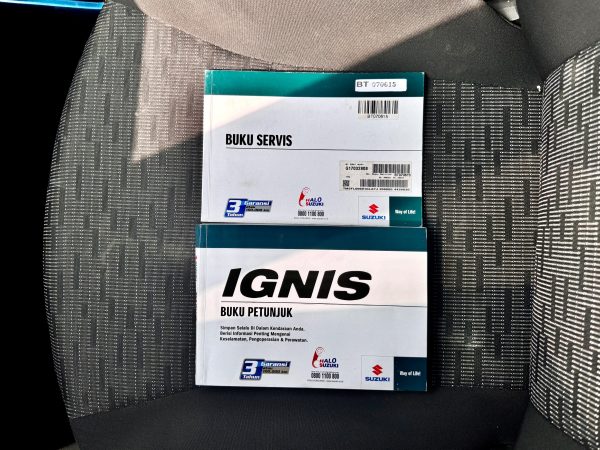 BT 070615
BUKU SERVIS
3 Garansi
Tahun
HALO
SUZUKI
0800 1100 800
SUZUKI
Way of Life!
IGNIS
BUKU PETUNJUK
Simpan Selalu Di Dalam Kendaraan Anda.
Berisi Informasi Penting Mengenai
Keselamatan, Pengoperasian & Perawatan.
3 Garansi
Tahun
HALO
SUZUKI
0800 1100 800
SUZUKI
Way of Life!